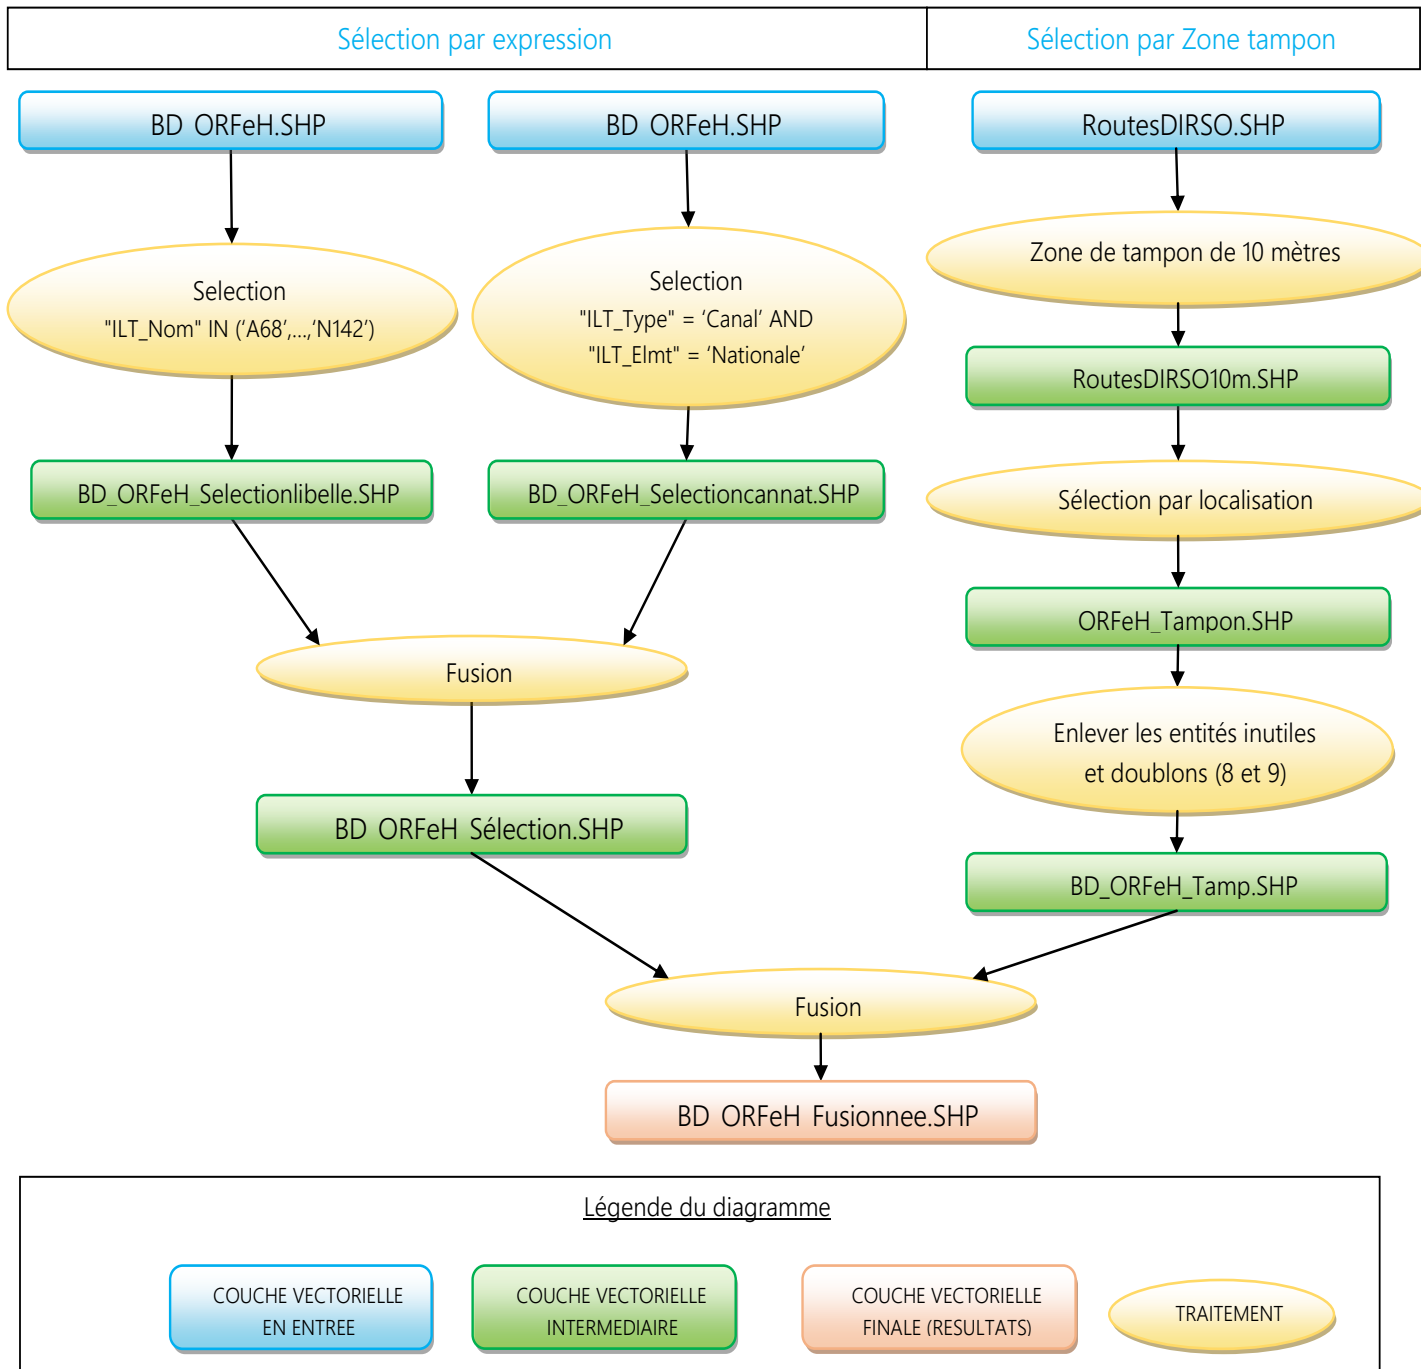 Sélection par expression
Sélection par Zone tampon
BD ORFeH.SHP
BD ORFeH.SHP
RoutesDIRSO.SHP
Selection
"ILT_Nom" IN (‘A68’,...,‘N142’)
Selection
"ILT_Type" = ‘Canal’ AND
"ILT_Elmt" = ‘Nationale’
Zone de tampon de 10 mètres
RoutesDIRSO10m.SHP
BD_ORFeH_Selectionlibelle.SHP
BD_ORFeH_Selectioncannat.SHP
Sélection par localisation
ORFeH_Tampon.SHP
Fusion
Enlever les entités inutiles
et doublons (8 et 9)
BD ORFeH Sélection.SHP
BD_ORFeH_Tamp.SHP
Fusion
BD ORFeH Fusionnee.SHP
Légende du diagramme
COUCHE VECTORIELLE
EN ENTREE
COUCHE VECTORIELLE
INTERMEDIAIRE
COUCHE VECTORIELLE
FINALE (RESULTATS)
TRAITEMENT